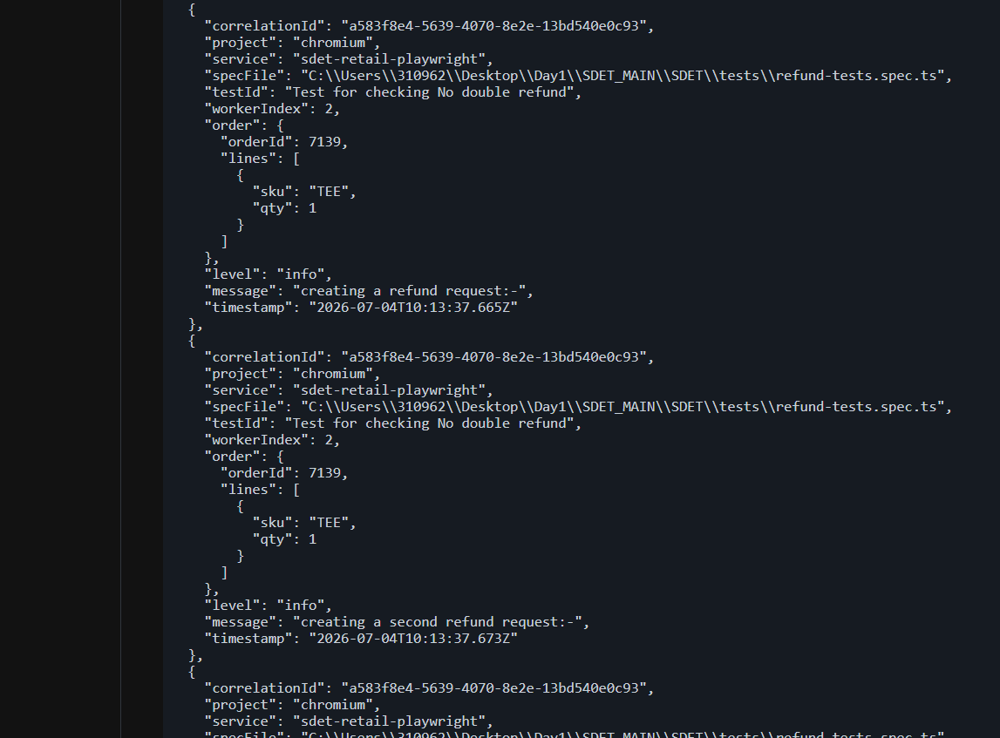 {
"correlationId": "a583f8e4-5639-4070-8e2e-13bd540e0c93",
"project": "chromium",
"service": "sdet-retail-playwright",
"specFile": "C:\\Users\\310962\\Desktop\\Day1\\SDET_MAIN\\SDET\\tests\\refund-tests.spec.ts",
"testId": "Test for checking No double refund",
"workerIndex": 2,
"order": {
"orderId": 7139,
"lines": [
{
"sku": "TEE",
"qty": 1
}
]
},
"level": "info",
"message": "creating a refund request:-",
"timestamp": "2026-07-04T10:13:37.665Z"
},
{
"correlationId": "a583f8e4-5639-4070-8e2e-13bd540e0c93",
"project": "chromium",
"service": "sdet-retail-playwright",
"specFile": "C:\\Users\\310962\\Desktop\\Day1\\SDET_MAIN\\SDET\\tests\\refund-tests.spec.ts",
"testId": "Test for checking No double refund",
"workerIndex": 2,
"order": {
"orderId": 7139,
"lines": [
{
"sku": "TEE",
"qty": 1
}
]
},
"level": "info",
"message": "creating a second refund request:-",
"timestamp": "2026-07-04T10:13:37.673Z"
},
{
"correlationId": "a583f8e4-5639-4070-8e2e-13bd540e0c93",
"project": "chromium",
"service": "sdet-retail-playwright",
"specFile": "C:\\Users\\310962\\Desktop\\Day1\\SDET_MAIN\\SDET\\tests\\refund-tests.spec.ts",